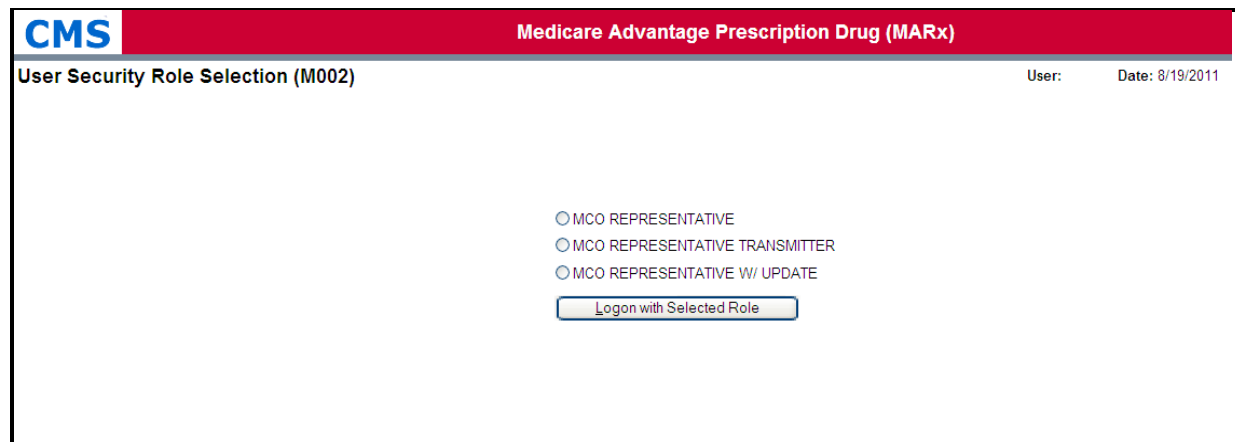 CMS
Medicare Advantage Prescription Drug (MARx)
User Security Role Selection (M002)
User: Date: 8/19/2011
MCO REPRESENTATIVE
MCO REPRESENTATIVE TRANSMITTER
MCO REPRESENTATIVE W/ UPDATE
Logon with Selected Role